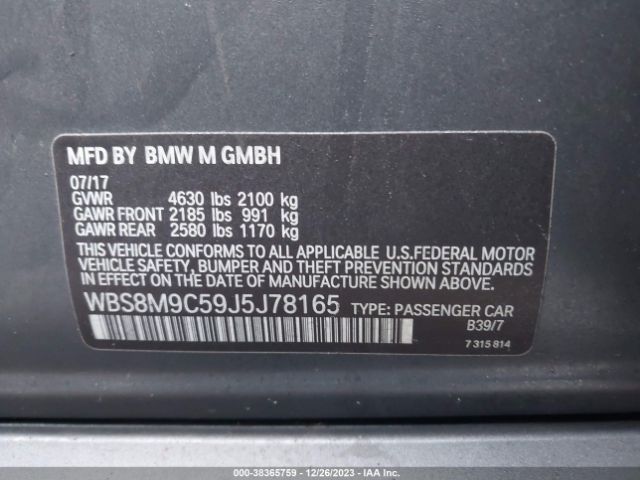 MFD BY BMW M GMBH
07/17
GVWR 4630 lbs 2100 kg
GAWR FRONT 2185 lbs 991 kg
GAWR REAR 2580 lbs 1170 kg
THIS VEHICLE CONFORMS TO ALL APPLICABLE U.S.FEDERAL MOTOR
VEHICLE SAFETY, BUMPER AND THEFT PREVENTION STANDARDS
IN EFFECT ON THE DATE OF MANUFACTURE SHOWN ABOVE.
WBS8M9C59J5J78165 TYPE: PASSENGER CAR
B39/7
7 315 814
000-38365759 - 12/26/2023 - IAA Inc.